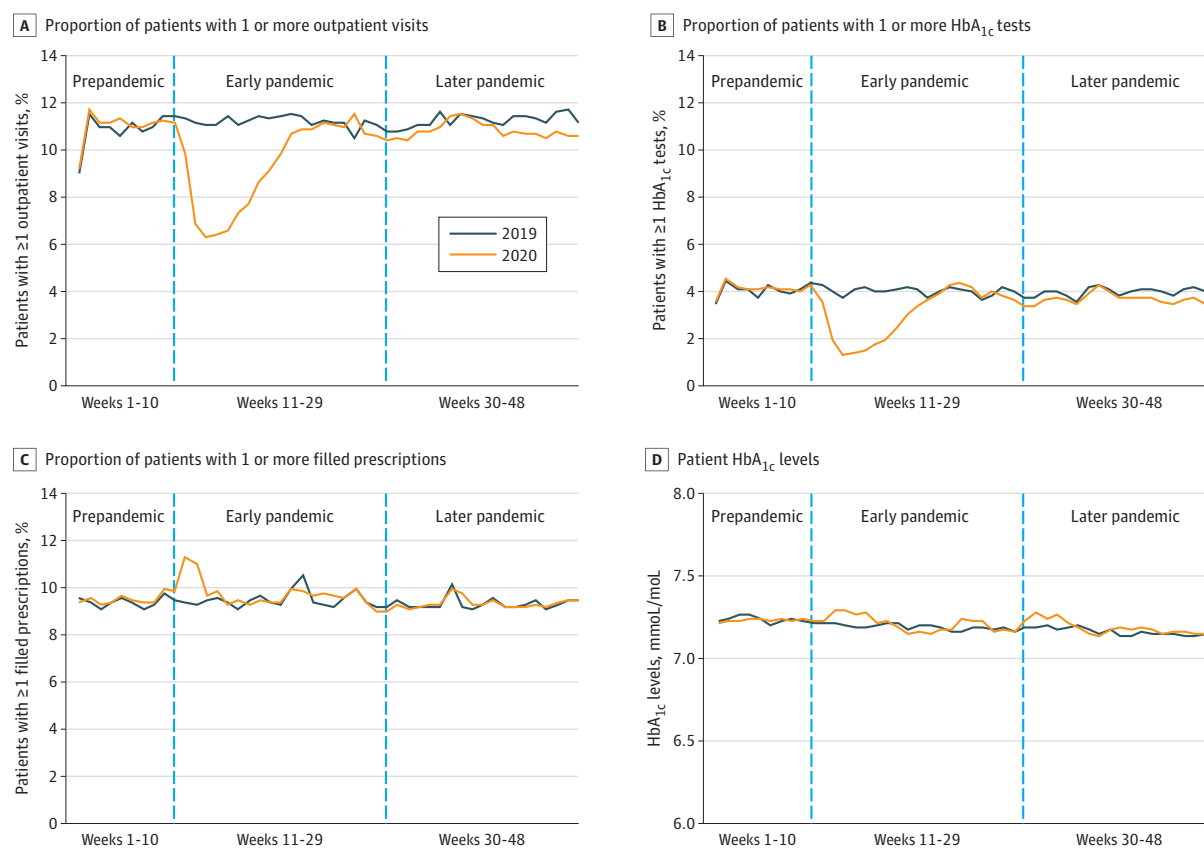 A Proportion of patients with 1 or more outpatient visits
Patients with ≥1 outpatient visits, %
14
12
10
8
6
4
2
0
Prepandemic
Early pandemic
Later pandemic
2019
2020
Weeks 1-10
Weeks 11-29
Weeks 30-48
B Proportion of patients with 1 or more HbA1c tests
Patients with ≥1 HbA1c tests, %
14
12
10
8
6
4
2
0
Prepandemic
Early pandemic
Later pandemic
Weeks 1-10
Weeks 11-29
Weeks 30-48
C Proportion of patients with 1 or more filled prescriptions
Patients with ≥1 filled prescriptions, %
14
12
10
8
6
4
2
0
Prepandemic
Early pandemic
Later pandemic
Weeks 1-10
Weeks 11-29
Weeks 30-48
D Patient HbA1c levels
HbA1c levels, mmoL/moL
8.0
7.5
7.0
6.5
6.0
Prepandemic
Early pandemic
Later pandemic
Weeks 1-10
Weeks 11-29
Weeks 30-48